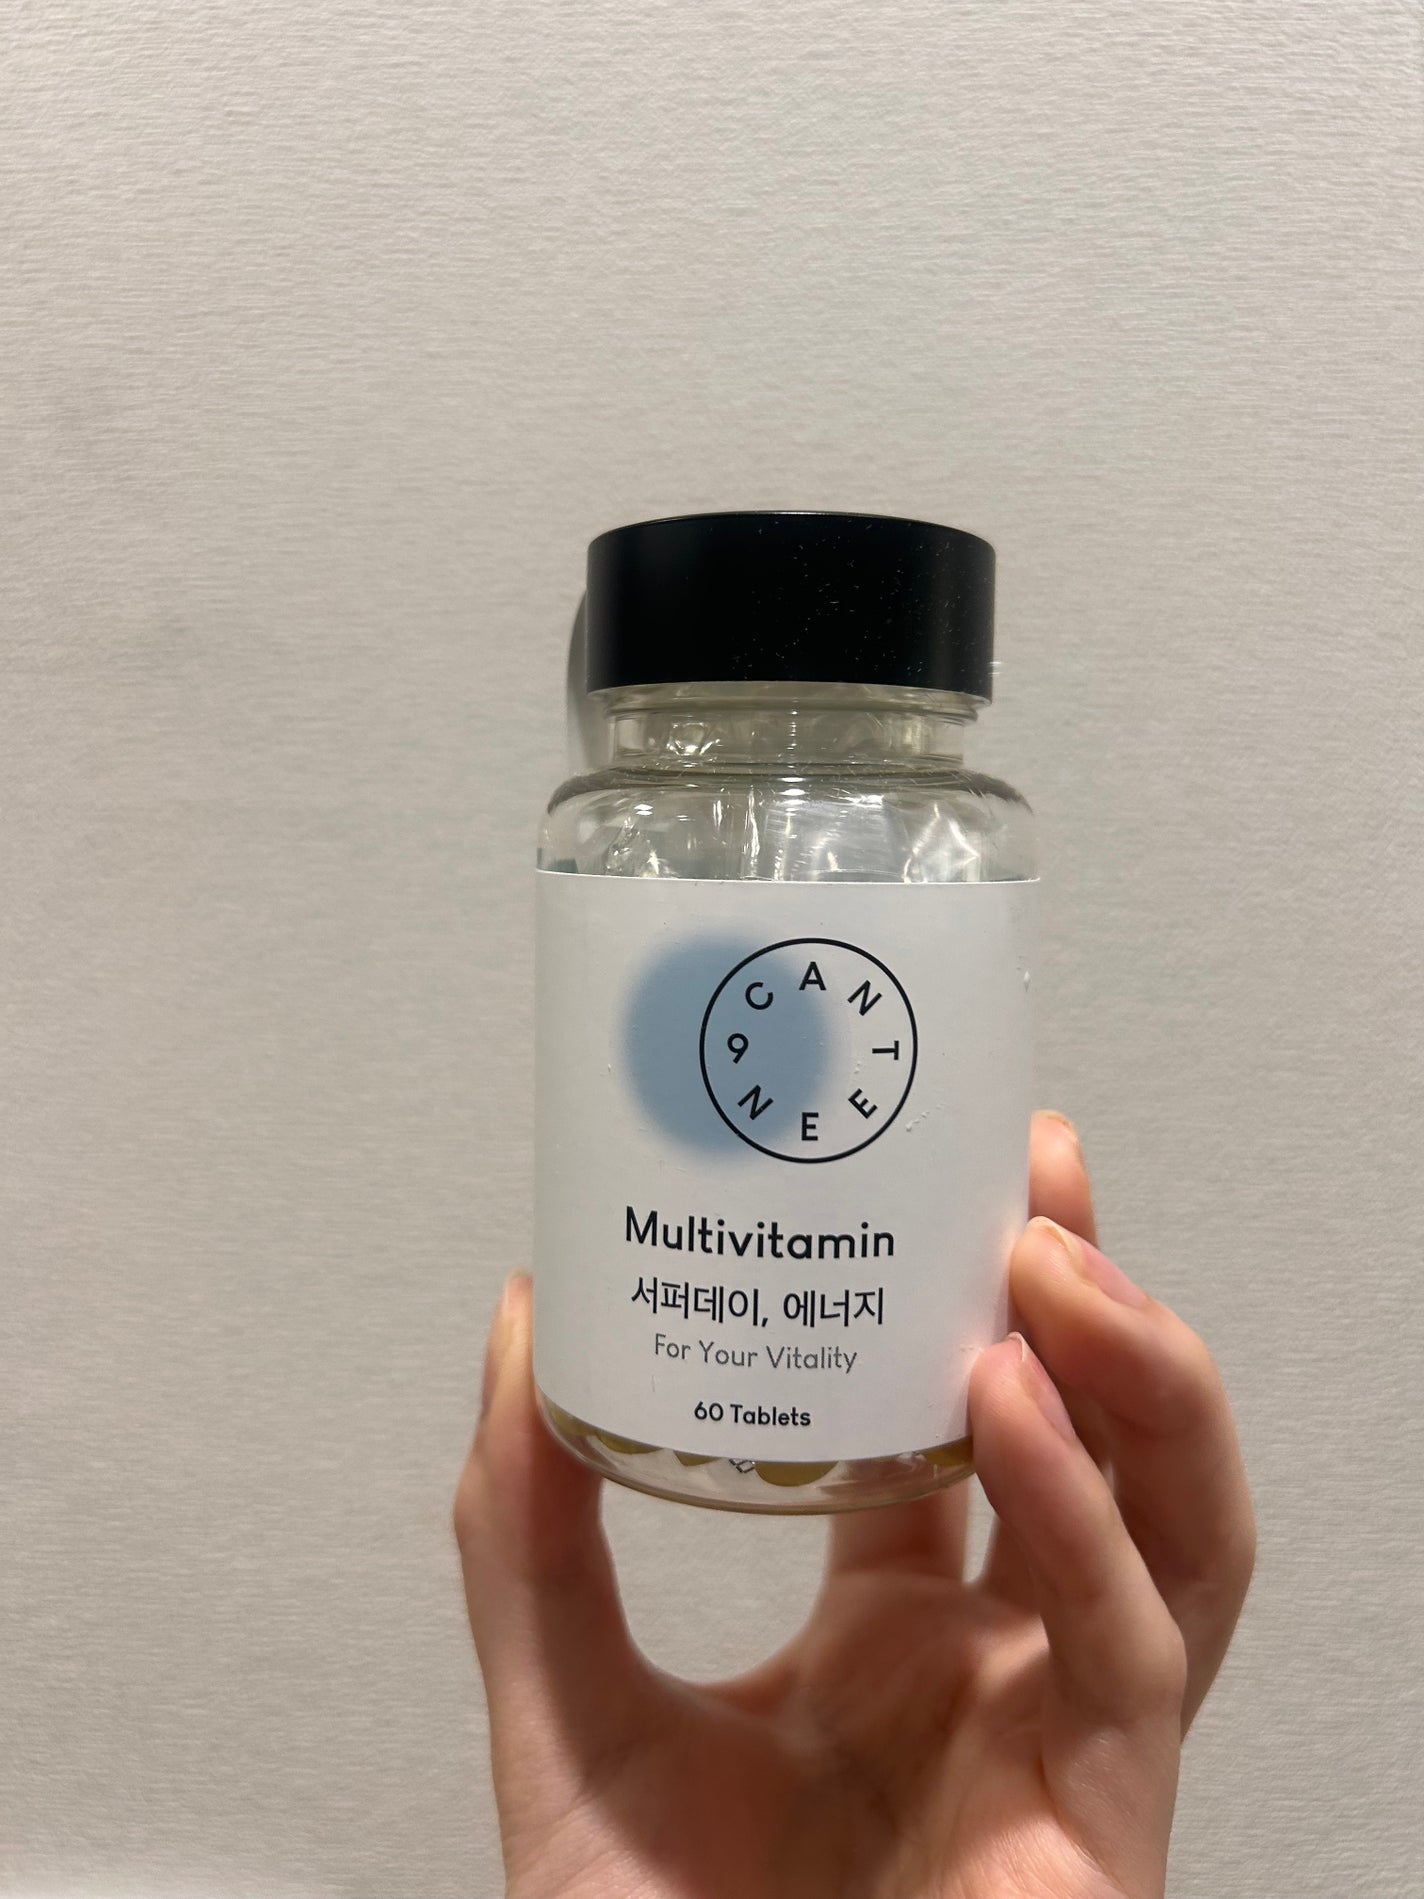 CANTEEN9
Multivitamin
서퍼데이, 에너지
For Your Vitality
60 Tablets